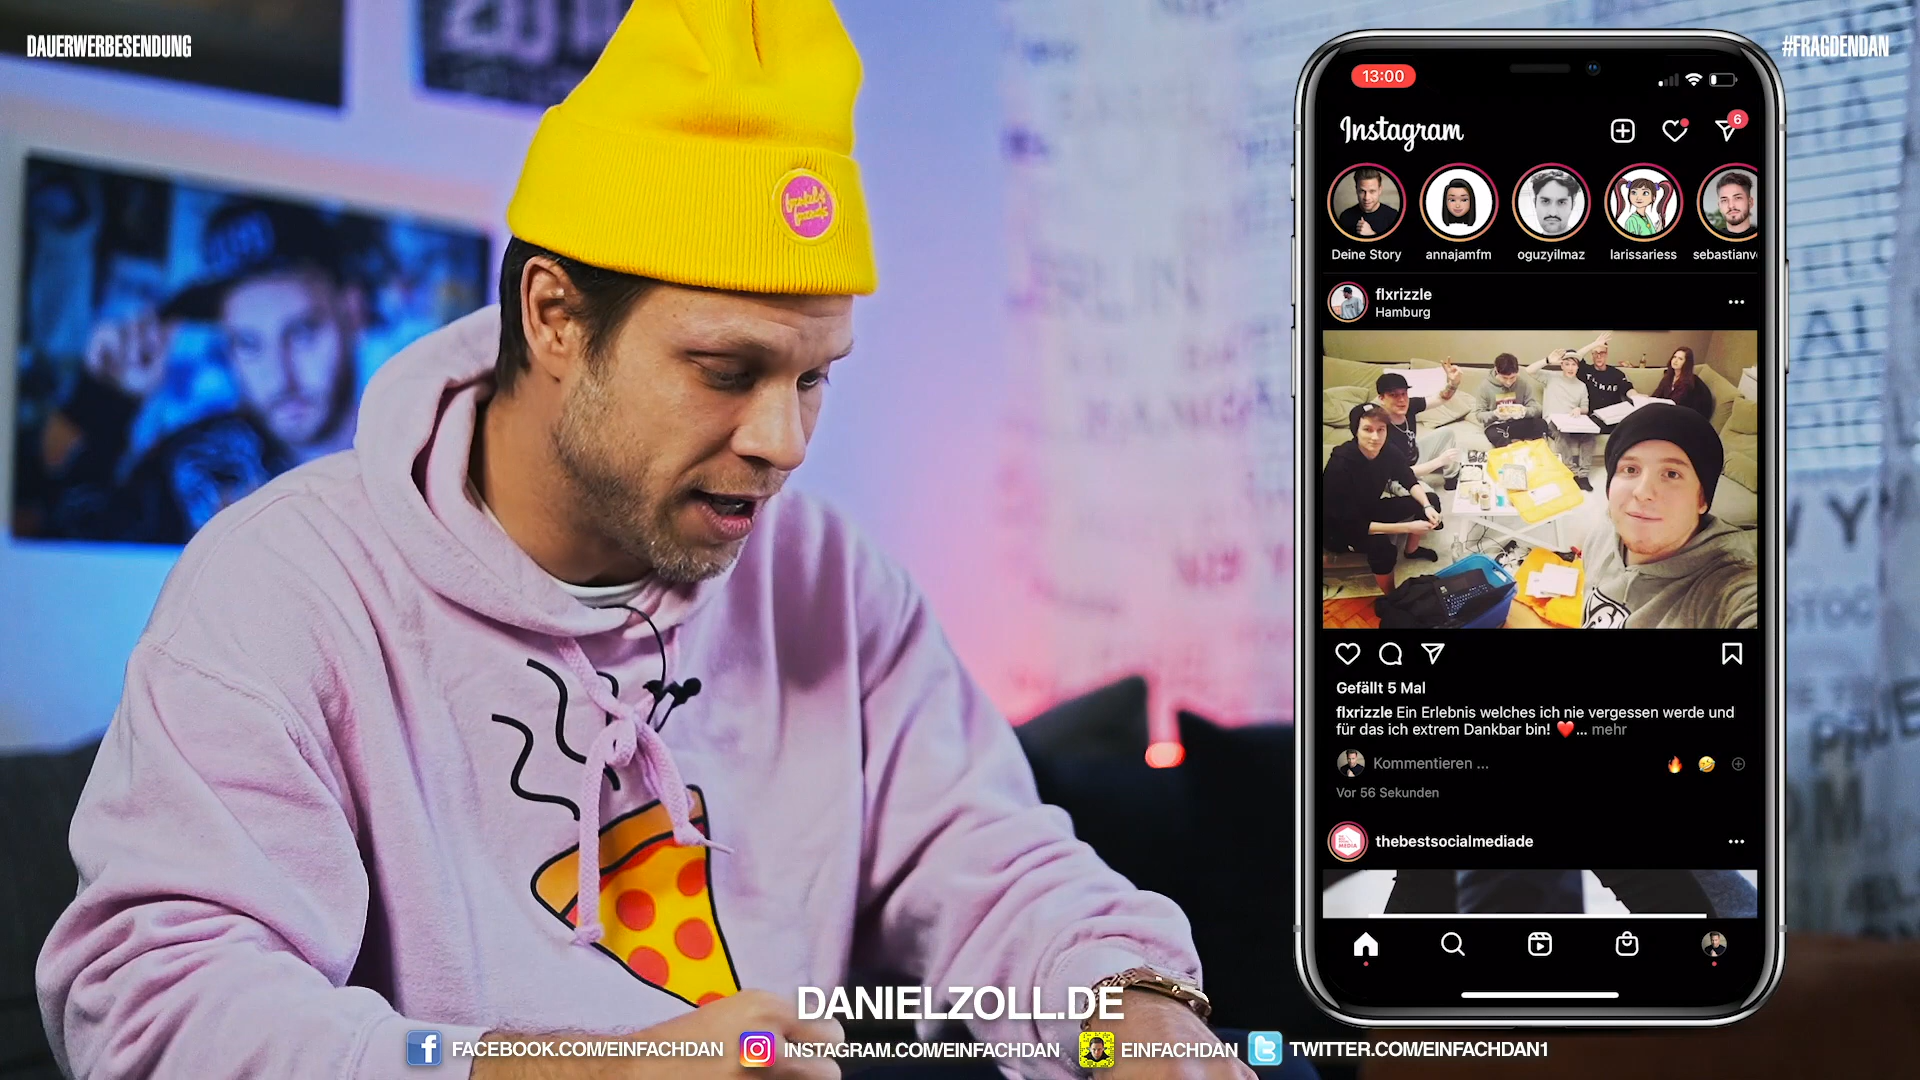 DAUERWERBESENDUNG
#FRAGDENDAN
13:00
Instagram
6
Deine Story
annajamfm
oguzyilmaz
larissariess
sebastianv
flxrizzle
Hamburg
Gefällt 5 Mal
flxrizzle Ein Erlebnis welches ich nie vergessen werde und
für das ich extrem Dankbar bin! ❤️... mehr
Kommentieren ...
Vor 56 Sekunden
thebestsocialmediade
DANIELZOLL.DE
FACEBOOK.COM/EINFACHDAN
INSTAGRAM.COM/EINFACHDAN
EINFACHDAN
TWITTER.COM/EINFACHDAN1